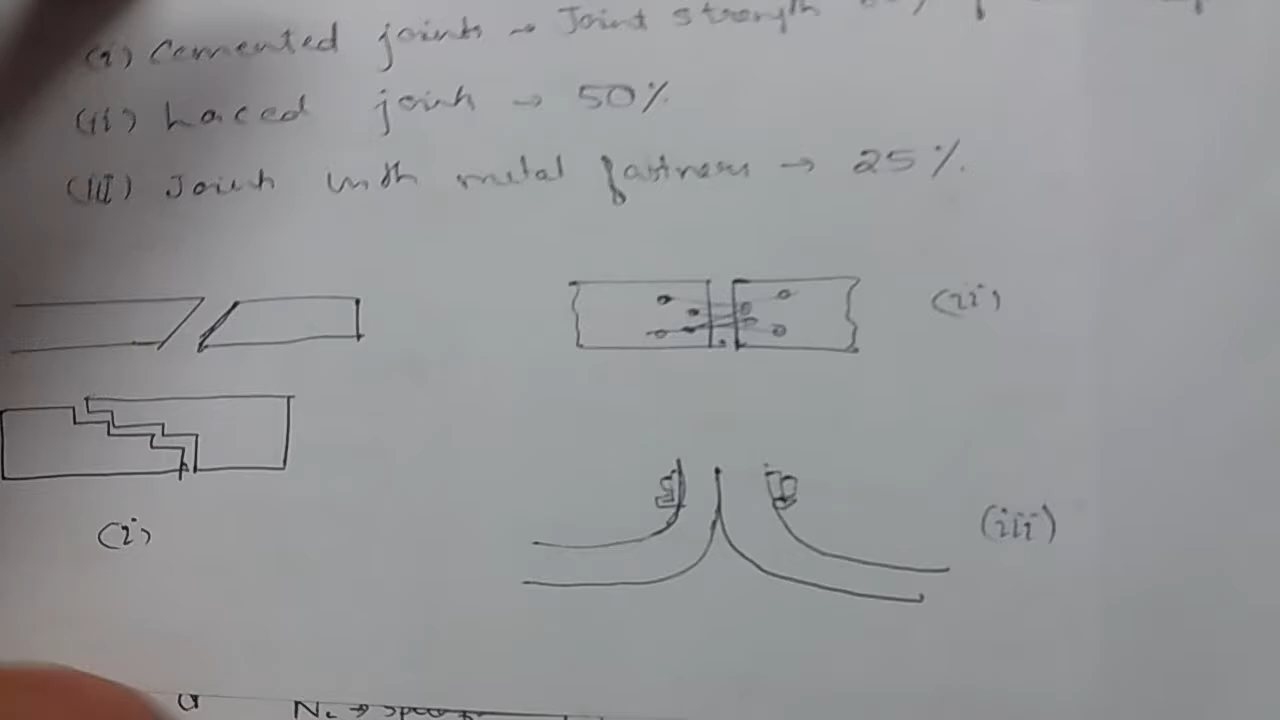 (i) Cemented joints → Joint strength
(ii) Laced joint → 50%
(iii) Joint with metal fastners → 25%.
(ii)
(i)
(iii)